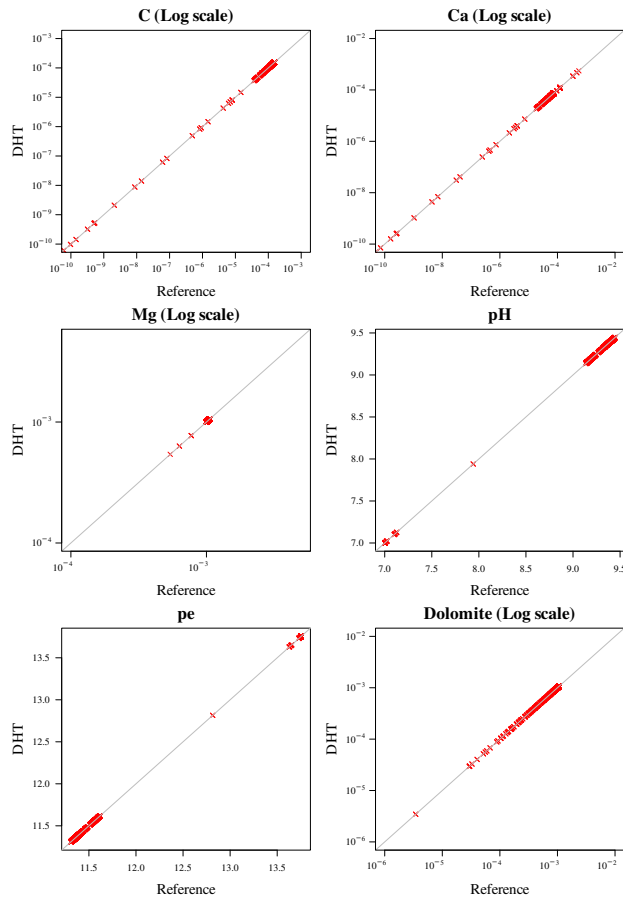 C (Log scale)
10⁻³
10⁻⁴
10⁻⁵
10⁻⁶
10⁻⁷
10⁻⁸
10⁻⁹
10⁻¹⁰
DHT
10⁻¹⁰ 10⁻⁹ 10⁻⁸ 10⁻⁷ 10⁻⁶ 10⁻⁵ 10⁻⁴ 10⁻³
Reference
Ca (Log scale)
10⁻²
10⁻⁴
10⁻⁶
10⁻⁸
10⁻¹⁰
DHT
10⁻¹⁰ 10⁻⁸ 10⁻⁶ 10⁻⁴ 10⁻²
Reference
Mg (Log scale)
10⁻³
10⁻⁴
DHT
10⁻⁴ 10⁻³
Reference
pH
9.5
9.0
8.5
8.0
7.5
7.0
DHT
7.0 7.5 8.0 8.5 9.0 9.5
Reference
pe
13.5
13.0
12.5
12.0
11.5
DHT
11.5 12.0 12.5 13.0 13.5
Reference
Dolomite (Log scale)
10⁻²
10⁻³
10⁻⁴
10⁻⁵
10⁻⁶
DHT
10⁻⁶ 10⁻⁵ 10⁻⁴ 10⁻³ 10⁻²
Reference